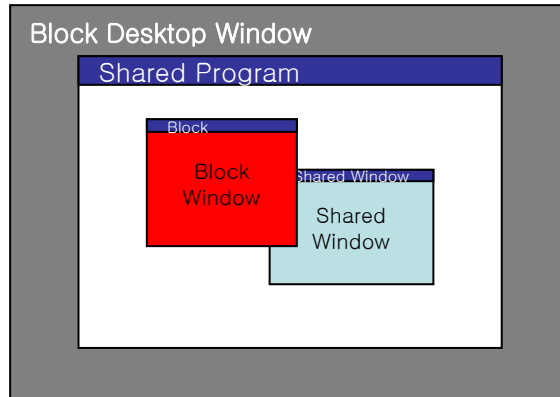 Block Desktop Window
Shared Program
Block
Block
Window
Shared Window
Shared
Window